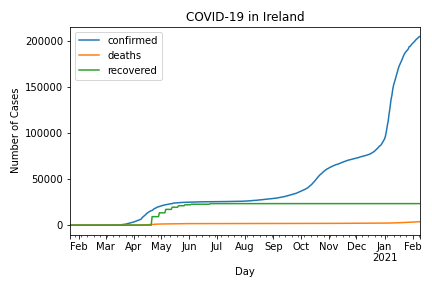 COVID-19 in Ireland
confirmed
deaths
recovered
Number of Cases
200000
150000
100000
50000
0
Feb Mar Apr May Jun Jul Aug Sep Oct Nov Dec Jan Feb
2021
Day